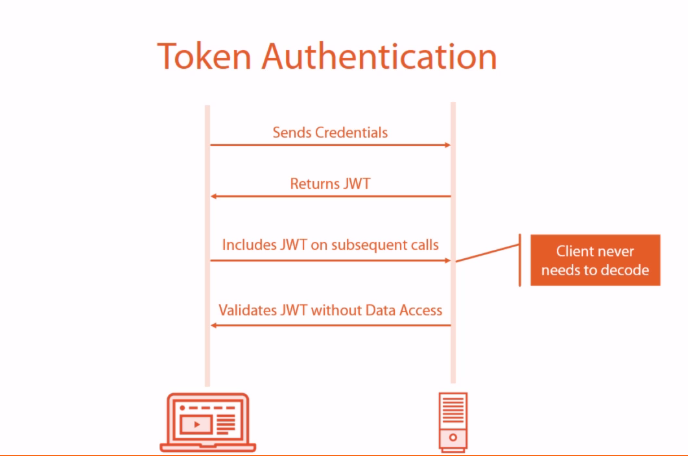 Token Authentication
Sends Credentials
Returns JWT
Includes JWT on subsequent calls
Client never
needs to decode
Validates JWT without Data Access